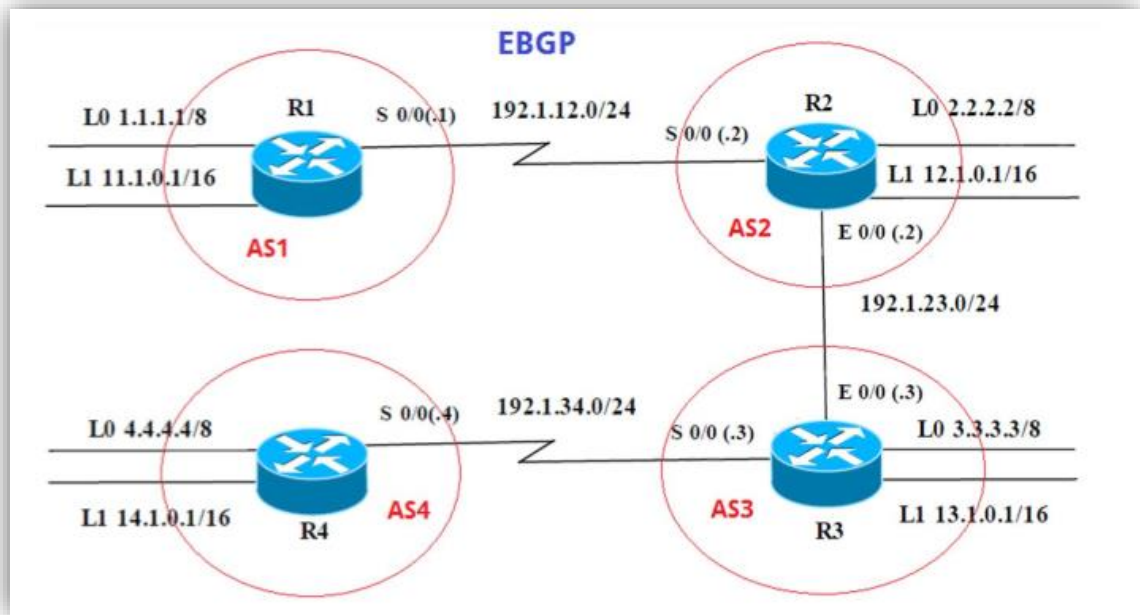 EBGP
R1
L0 1.1.1.1/8
S 0/0(.1)
192.1.12.0/24
L1 11.1.0.1/16
AS1
R2
L0 2.2.2.2/8
S 0/0 (.2)
L1 12.1.0.1/16
AS2
E 0/0 (.2)
192.1.23.0/24
L0 4.4.4.4/8
S 0/0(.4)
192.1.34.0/24
L1 14.1.0.1/16
AS4
R4
E 0/0 (.3)
S 0/0 (.3)
L0 3.3.3.3/8
AS3
L1 13.1.0.1/16
R3